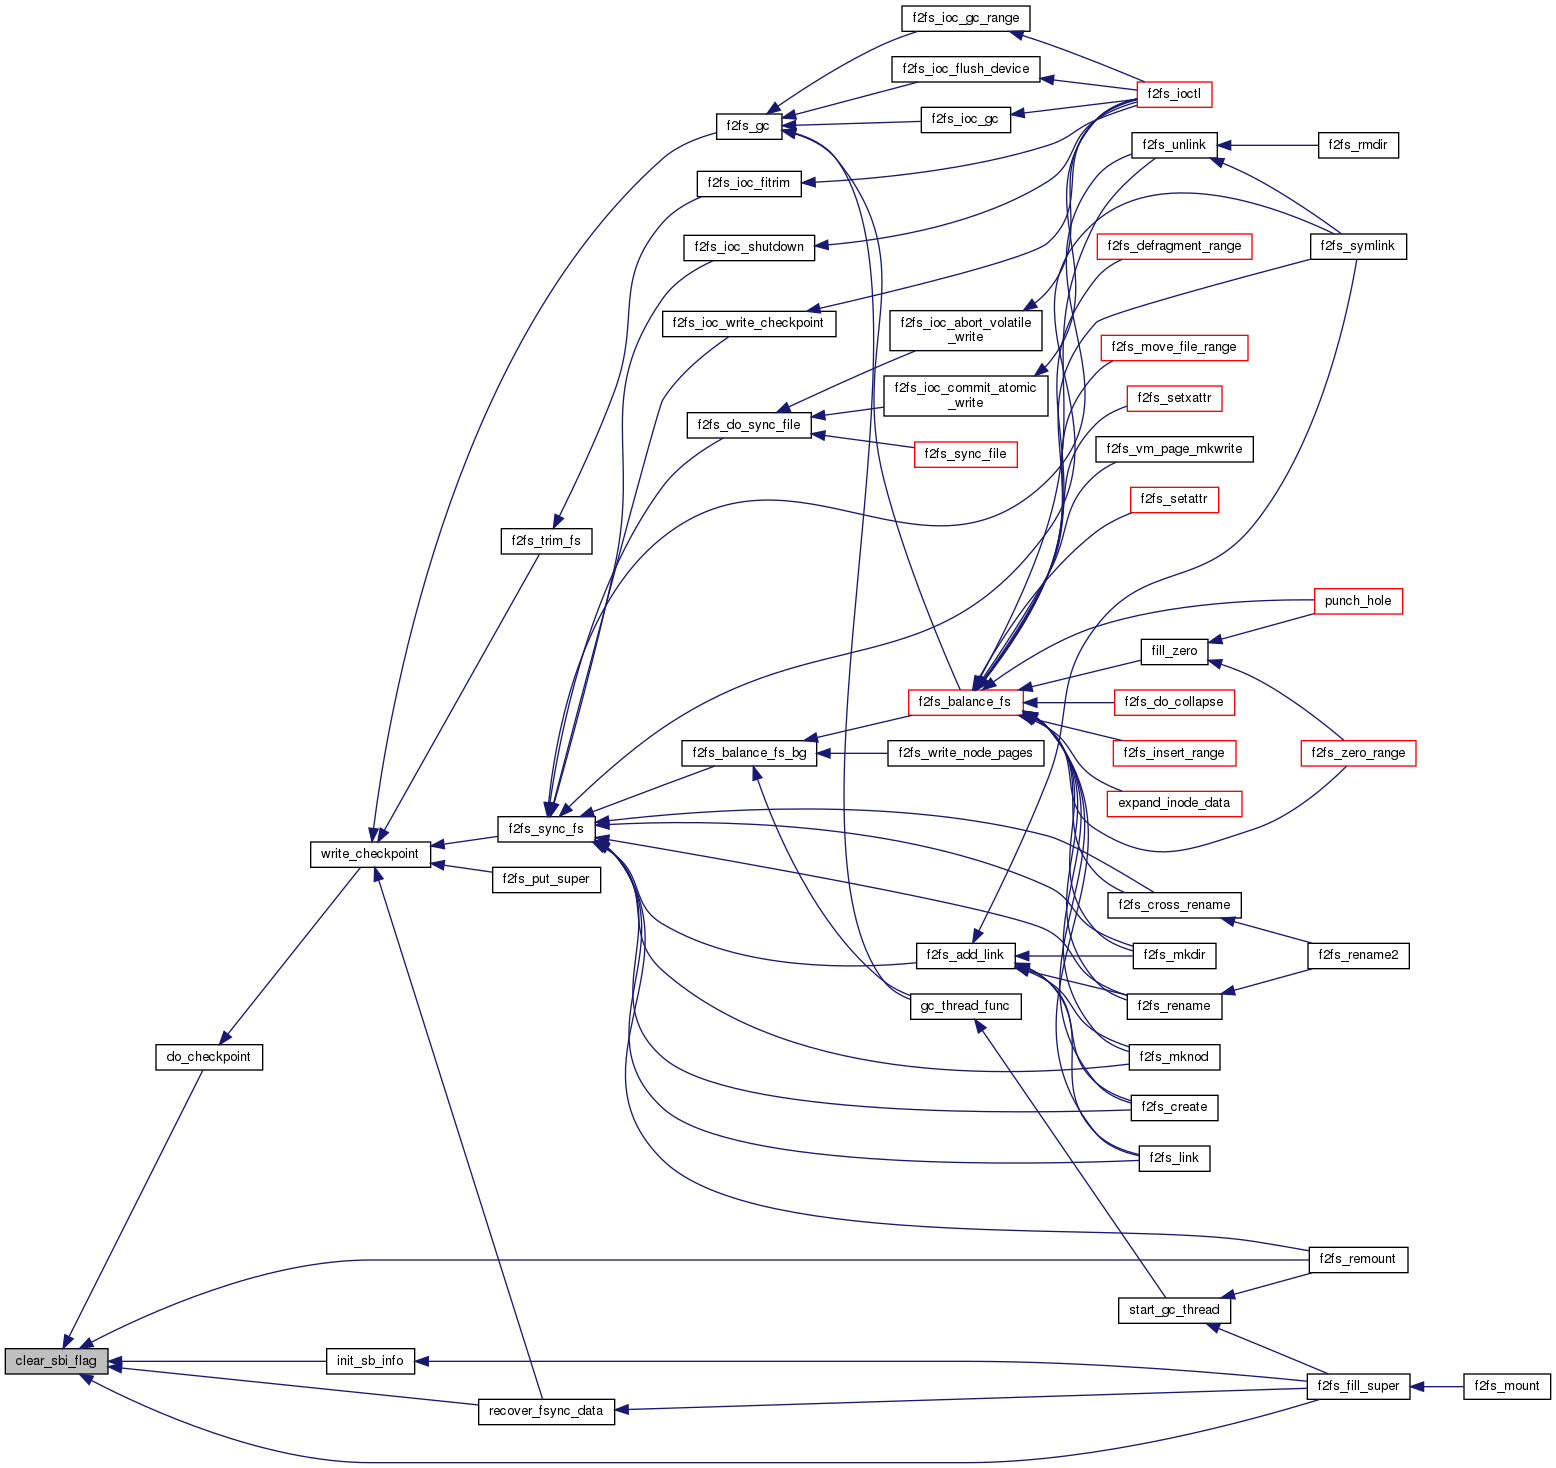 f2fs_ioc_gc_range
f2fs_ioc_flush_device
f2fs_ioctl
f2fs_ioc_gc
f2fs_gc
f2fs_unlink
f2fs_rmdir
f2fs_ioc_fitrim
f2fs_ioc_shutdown
f2fs_defragment_range
f2fs_symlink
f2fs_ioc_write_checkpoint
f2fs_ioc_abort_volatile
_write
f2fs_move_file_range
f2fs_ioc_commit_atomic
_write
f2fs_setxattr
f2fs_do_sync_file
f2fs_sync_file
f2fs_vm_page_mkwrite
f2fs_setattr
f2fs_trim_fs
punch_hole
fill_zero
f2fs_balance_fs
f2fs_do_collapse
f2fs_balance_fs_bg
f2fs_write_node_pages
f2fs_insert_range
f2fs_zero_range
expand_inode_data
f2fs_sync_fs
write_checkpoint
f2fs_put_super
f2fs_cross_rename
f2fs_add_link
f2fs_mkdir
f2fs_rename2
gc_thread_func
f2fs_rename
do_checkpoint
f2fs_mknod
f2fs_create
f2fs_link
f2fs_remount
start_gc_thread
clear_sbi_flag
init_sb_info
f2fs_fill_super
f2fs_mount
recover_fsync_data